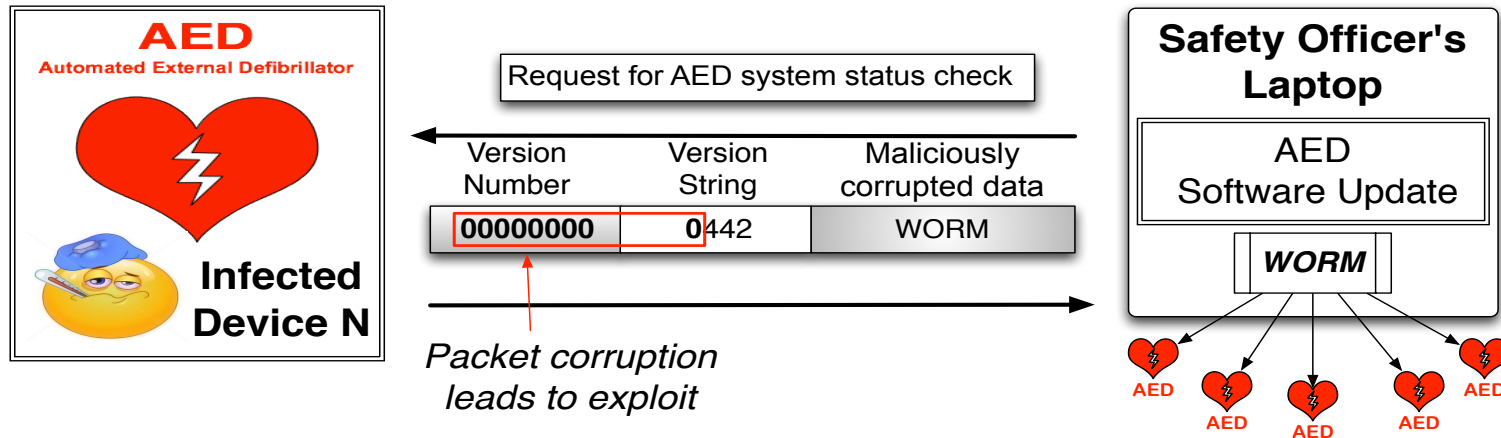 AED
Automated External Defibrillator
Infected
Device N
Request for AED system status check
Version
Number
Version
String
Maliciously
corrupted data
00000000
0442
WORM
Packet corruption
leads to exploit
Safety Officer's
Laptop
AED
Software Update
WORM
AED
AED
AED
AED
AED